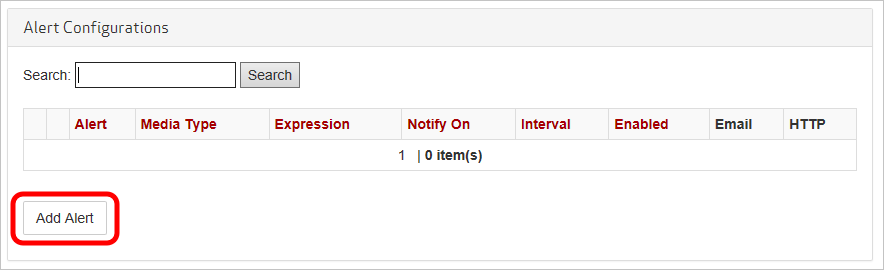 Alert Configurations
Search: Search
Alert Media Type Expression Notify On Interval Enabled Email HTTP
1 | 0 item(s)
Add Alert